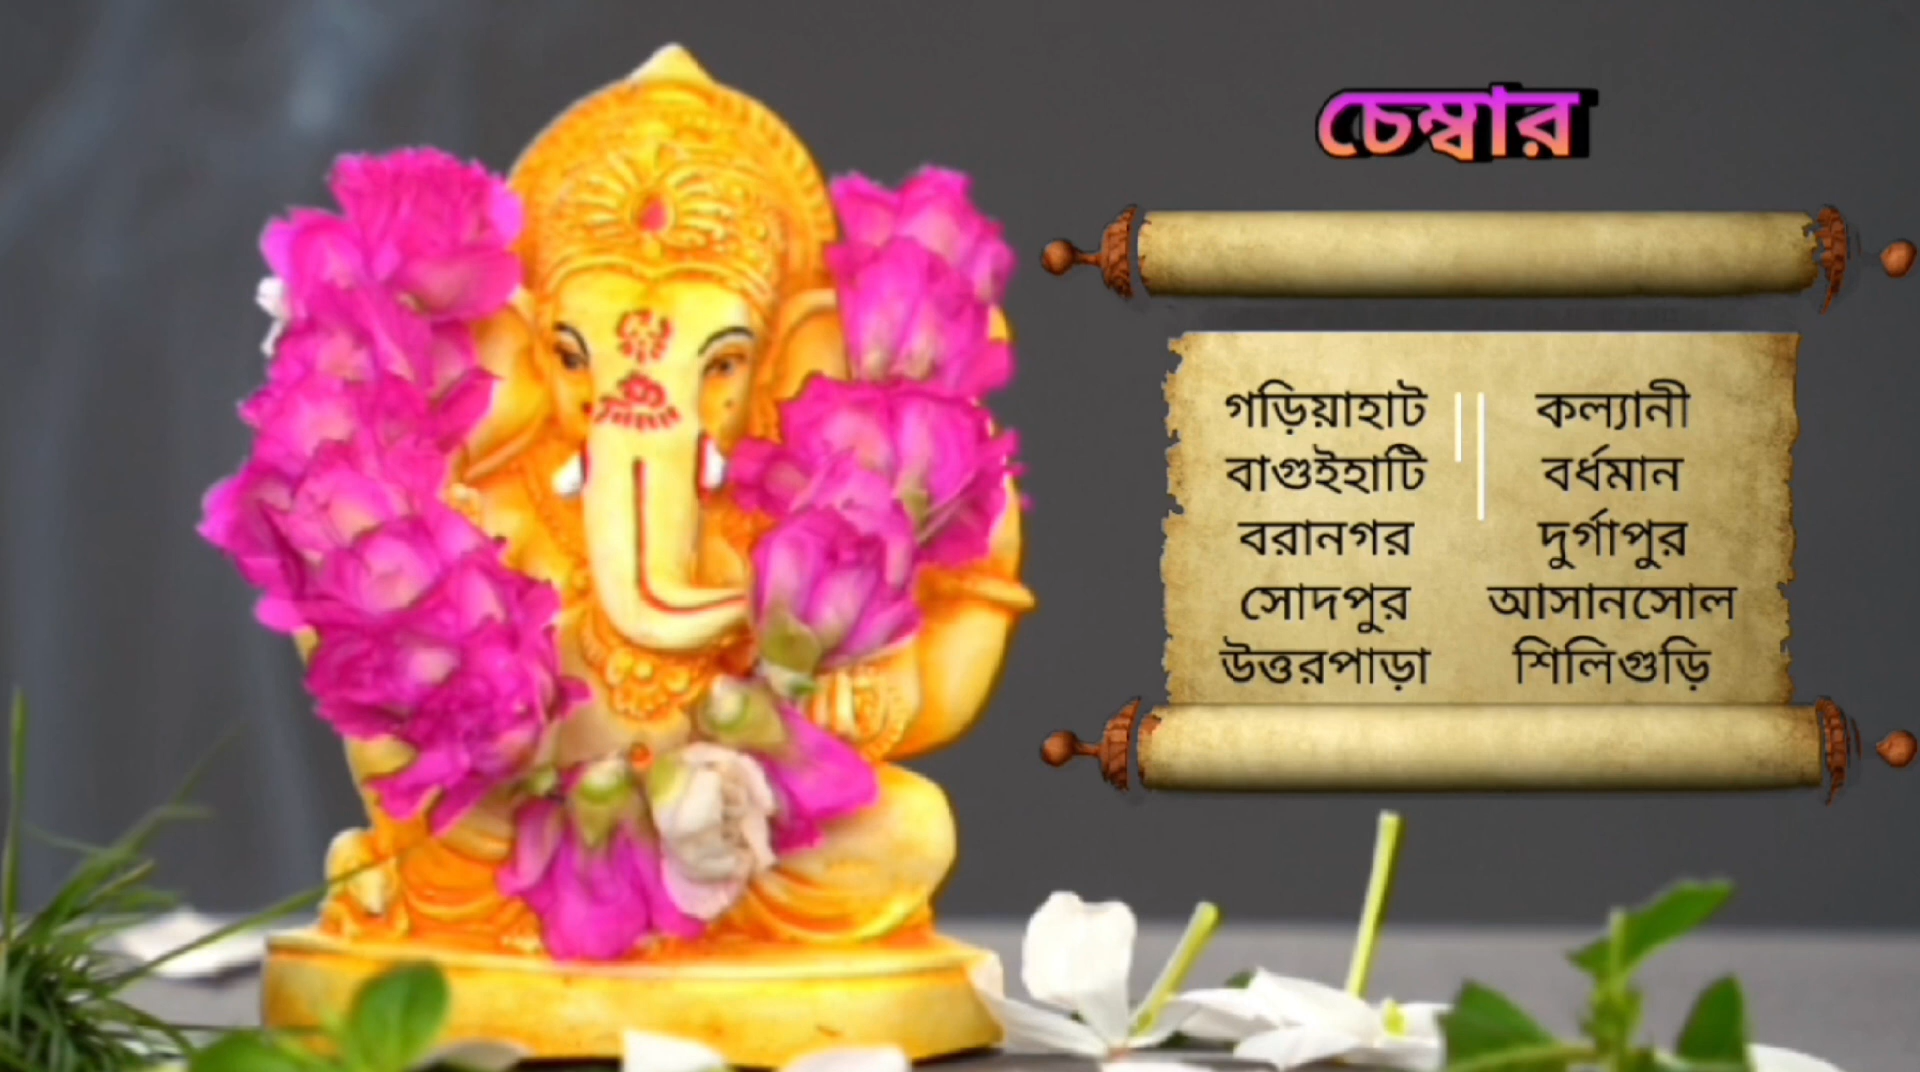 চেম্বার
গড়িয়াহাট
বাগুইহাটি
বরানগর
সোদপুর
উত্তরপাড়া
কল্যানী
বর্ধমান
দুর্গাপুর
আসানসোল
শিলিগুড়ি